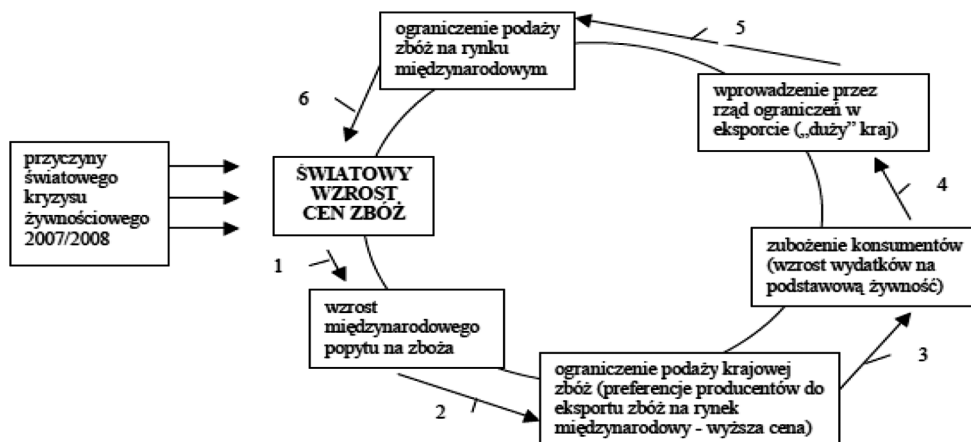 ograniczenie podaży
zbóż na rynku
międzynarodowym
5
6
wprowadzenie przez
rząd ograniczeń w
eksporcie („duży” kraj)
przyczyny
światowego
kryzysu
żywnościowego
2007/2008
ŚWIATOWY
WZROST
CEN ZBÓŻ
4
zubożenie konsumentów
(wzrost wydatków na
podstawową żywność)
1
wzrost
międzynarodowego
popytu na zboża
3
ograniczenie podaży krajowej
zbóż (preferencje producentów do
eksportu zbóż na rynek
międzynarodowy - wyższa cena)
2